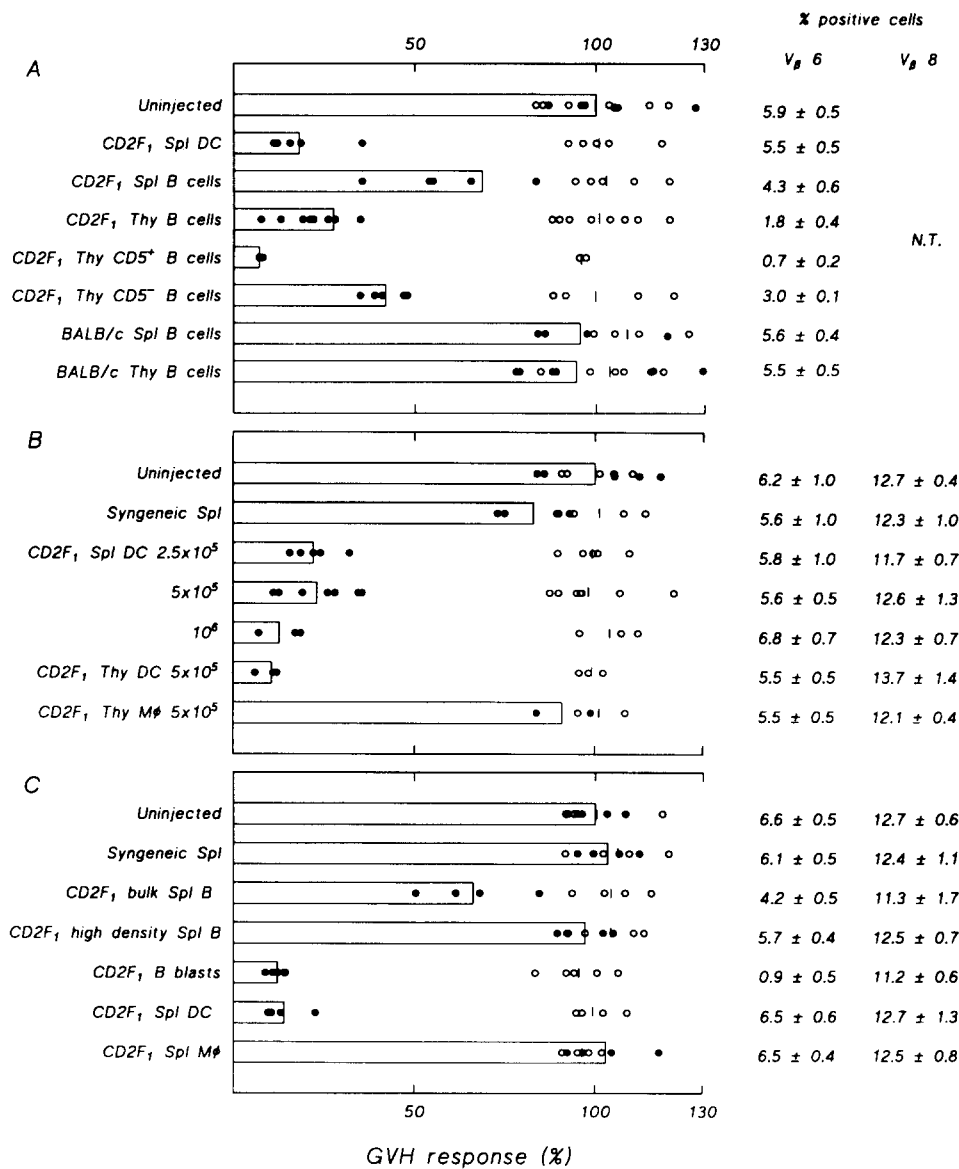 % positive cells
50 100 130 Vβ 6 Vβ 8
A
Uninjected 5.9 ± 0.5
CD2F₁ Spl DC 5.5 ± 0.5
CD2F₁ Spl B cells 4.3 ± 0.6
CD2F₁ Thy B cells 1.8 ± 0.4
N.T.
CD2F₁ Thy CD5⁺ B cells 0.7 ± 0.2
CD2F₁ Thy CD5⁻ B cells 3.0 ± 0.1
BALB/c Spl B cells 5.6 ± 0.4
BALB/c Thy B cells 5.5 ± 0.5
B
Uninjected 6.2 ± 1.0 12.7 ± 0.4
Syngeneic Spl 5.6 ± 1.0 12.3 ± 1.0
CD2F₁ Spl DC 2.5x10⁵ 5.8 ± 1.0 11.7 ± 0.7
5x10⁵ 5.6 ± 0.5 12.6 ± 1.3
10⁶ 6.8 ± 0.7 12.3 ± 0.7
CD2F₁ Thy DC 5x10⁵ 5.5 ± 0.5 13.7 ± 1.4
CD2F₁ Thy Mφ 5x10⁵ 5.5 ± 0.5 12.1 ± 0.4
C
Uninjected 6.6 ± 0.5 12.7 ± 0.6
Syngeneic Spl 6.1 ± 0.5 12.4 ± 1.1
CD2F₁ bulk Spl B 4.2 ± 0.5 11.3 ± 1.7
CD2F₁ high density Spl B 5.7 ± 0.4 12.5 ± 0.7
CD2F₁ B blasts 0.9 ± 0.5 11.2 ± 0.6
CD2F₁ Spl DC 6.5 ± 0.6 12.7 ± 1.3
CD2F₁ Spl Mφ 6.5 ± 0.4 12.5 ± 0.8
50 100 130
GVH response (%)